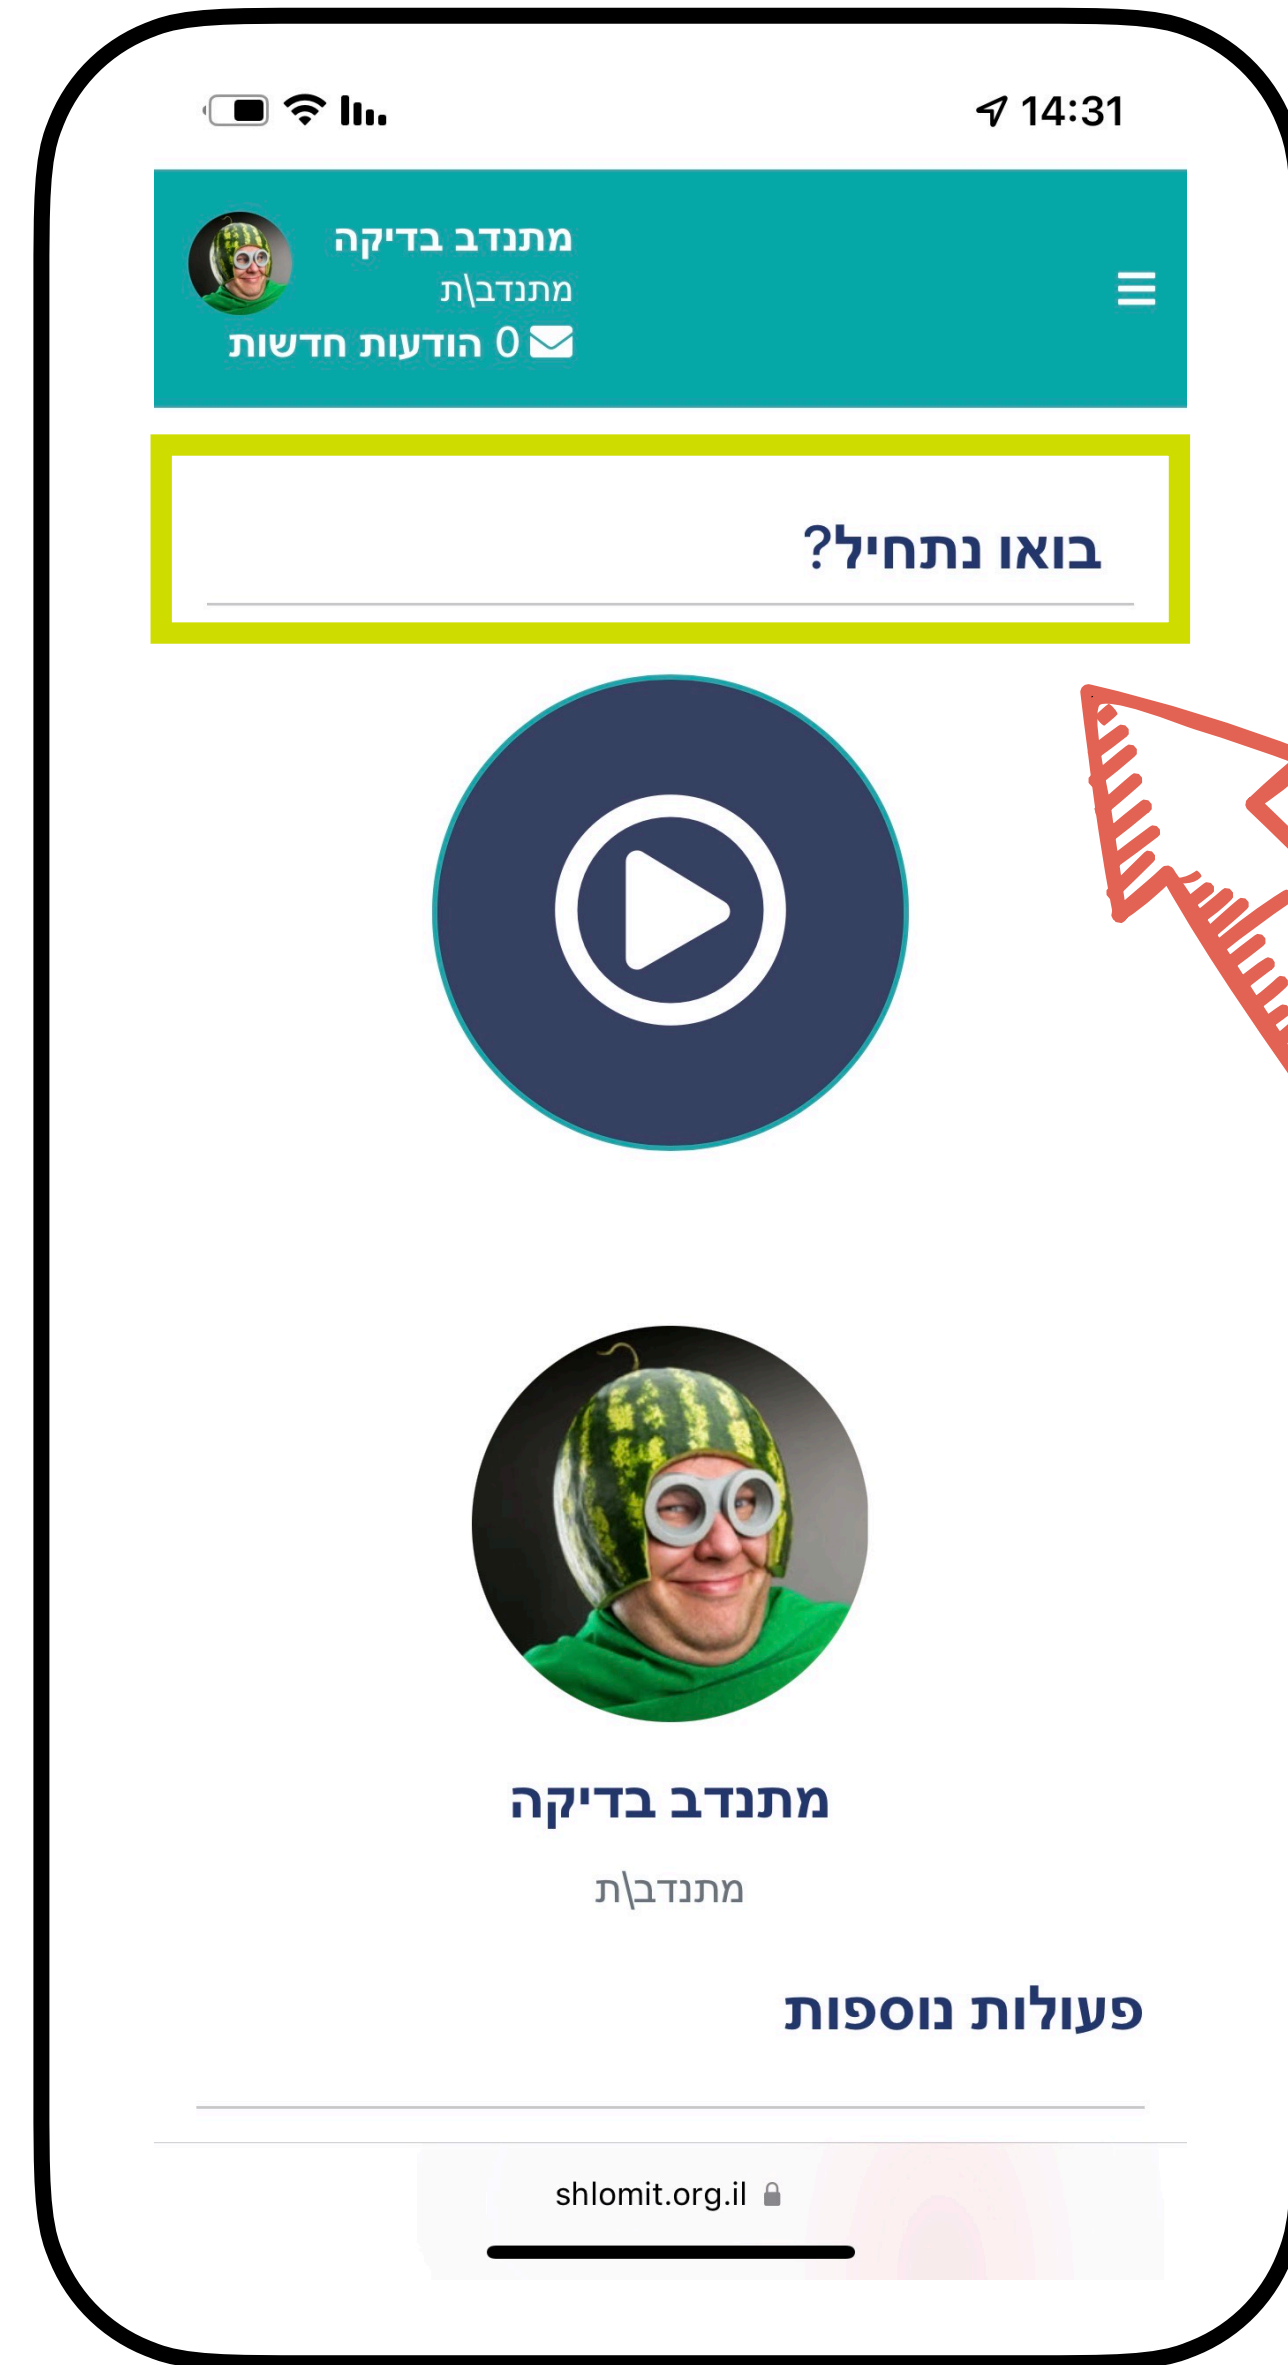 14:31
מתנדב בדיקה
מתנדב\ת
0 הודעות חדשות
בואו נתחיל?
מתנדב בדיקה
מתנדב\ת
פעולות נוספות
shlomit.org.il